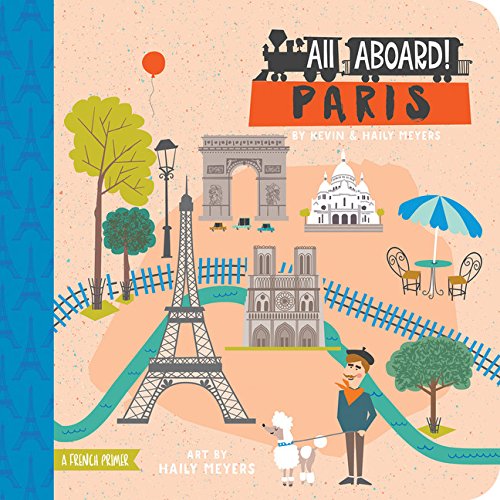 All ABOARD!
PARIS
BY KEVIN & HAILY MEYERS
A FRENCH PRIMER
ART BY
HAILY MEYERS